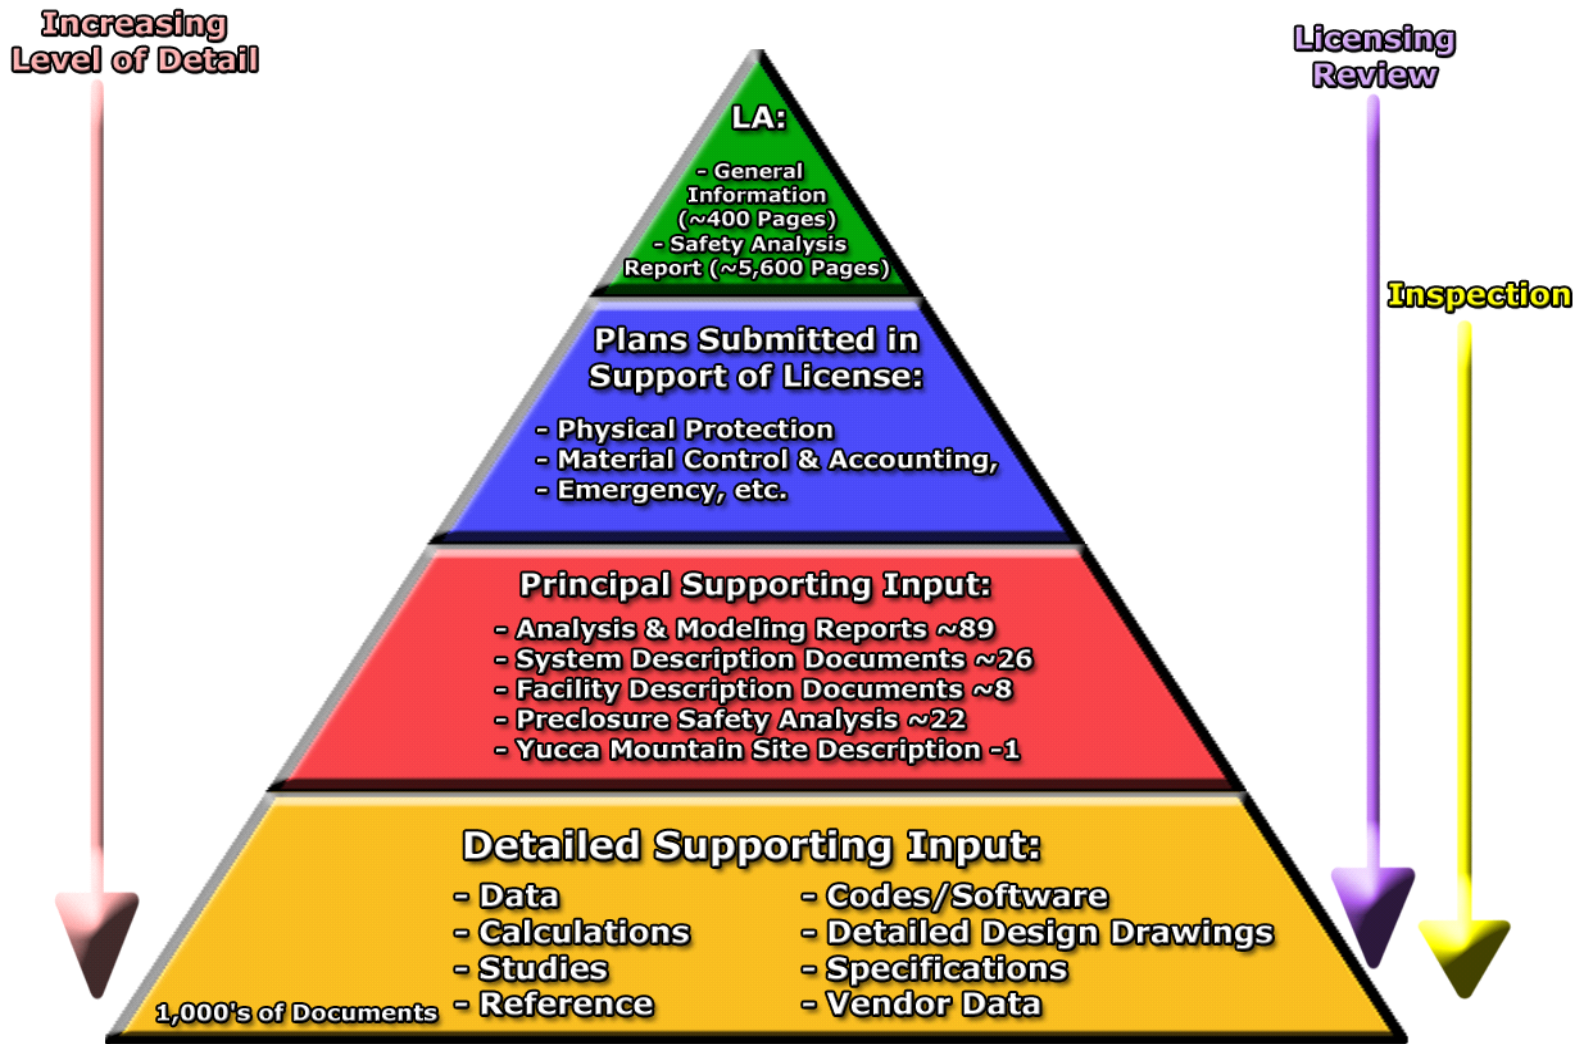 Increasing
Level of Detail
Licensing
Review
Inspection
LA:
- General
Information
(~400 Pages)
- Safety Analysis
Report (~5,600 Pages)
Plans Submitted in
Support of License:
- Physical Protection
- Material Control & Accounting,
- Emergency, etc.
Principal Supporting Input:
- Analysis & Modeling Reports ~89
- System Description Documents ~26
- Facility Description Documents ~8
- Preclosure Safety Analysis ~22
- Yucca Mountain Site Description -1
Detailed Supporting Input:
- Data
- Calculations
- Studies
- Reference
- Codes/Software
- Detailed Design Drawings
- Specifications
- Vendor Data
1,000's of Documents